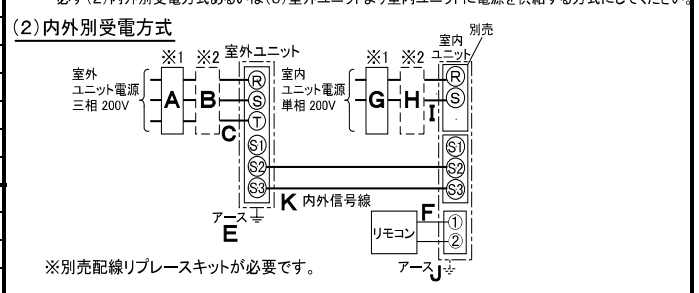 必ず(2)内外別受電方式あるいは(3)室外ユニットより室内ユニットに電源を供給する方式にしてください。
(2)内外別受電方式
※1 ※2 室外ユニット
室外
ユニット電源
三相 200V
A B C
R
S
T
S1
S2
S3
アース
E
※1 ※2 室内
ユニット
別売
室内
ユニット電源
単相 200V
G H I
R
S
S1
S2
S3
K 内外信号線
リモコン
F
①
②
アース J
※別売配線リプレースキットが必要です。